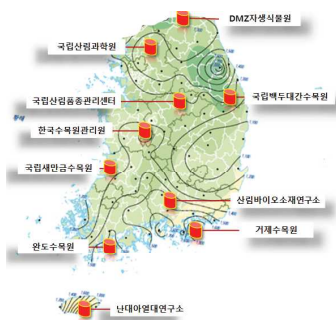 DMZ자생식물원
국립산림과학원
국립산림품종관리센터
국립백두대간수목원
한국수목원관리원
국립새만금수목원
산림바이오소재연구소
완도수목원
거제수목원
난대아열대연구소